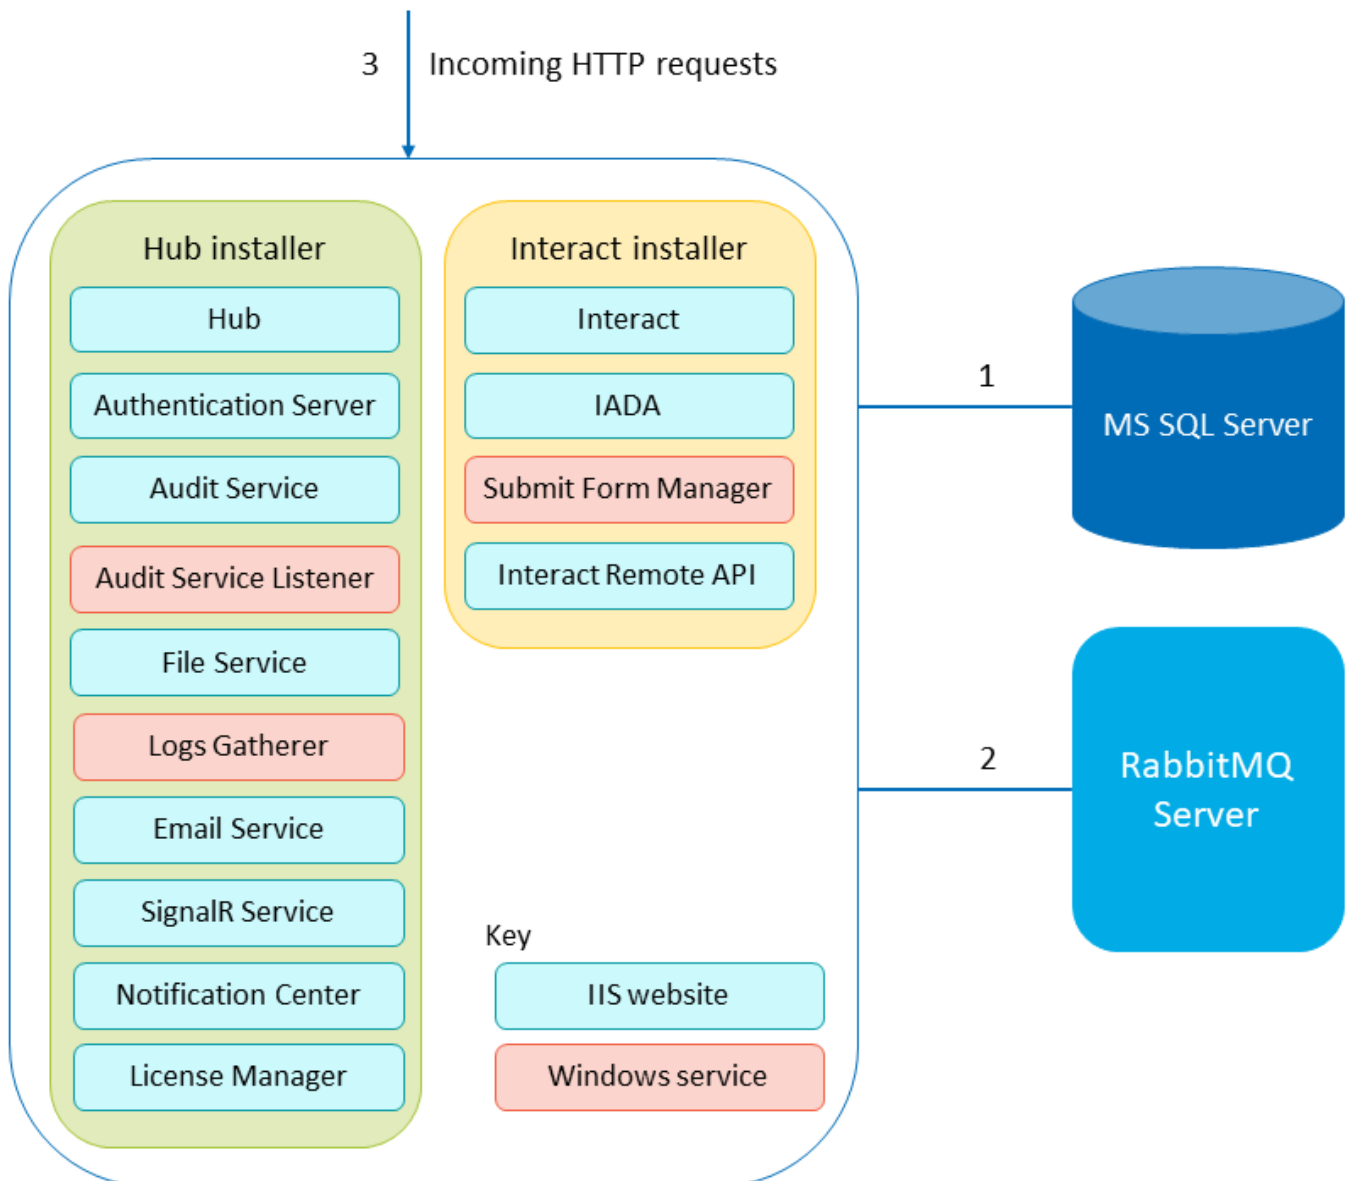 3
Incoming HTTP requests
Hub installer
Hub
Authentication Server
Audit Service
Audit Service Listener
File Service
Logs Gatherer
Email Service
SignalR Service
Notification Center
License Manager
Interact installer
Interact
IADA
Submit Form Manager
Interact Remote API
Key
IIS website
Windows service
1
MS SQL Server
2
RabbitMQ
Server